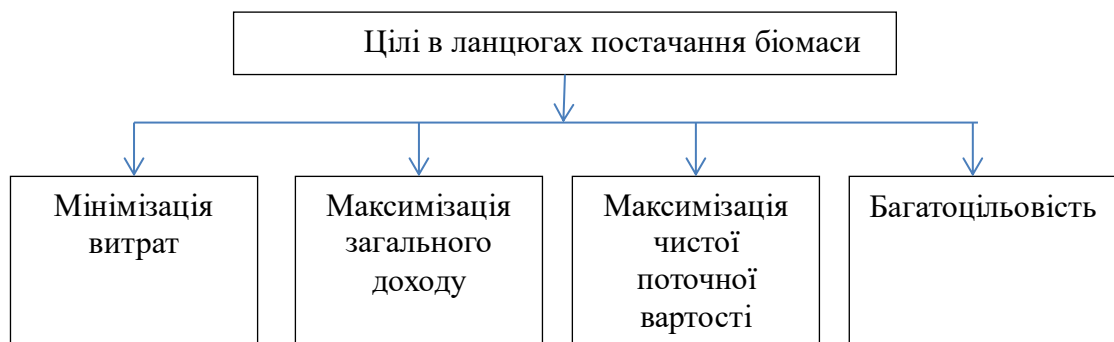 Цілі в ланцюгах постачання біомаси
Мінімізація
витрат
Максимізація
загального
доходу
Максимізація
чистої
поточної
вартості
Багатоцільовість